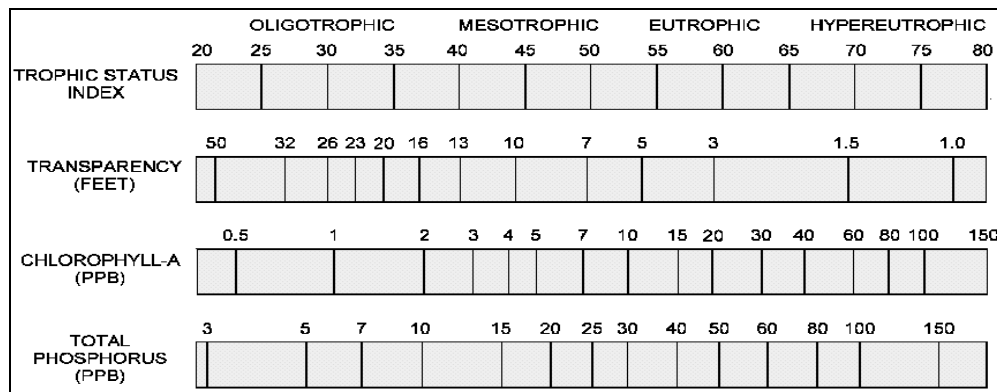 OLIGOTROPHIC MESOTROPHIC EUTROPHIC HYPEREUTROPHIC
20 25 30 35 40 45 50 55 60 65 70 75 80
TROPHIC STATUS
INDEX
50 32 26 23 20 16 13 10 7 5 3 1.5 1.0
TRANSPARENCY
(FEET)
0.5 1 2 3 4 5 7 10 15 20 30 40 60 80 100 150
CHLOROPHYLL-A
(PPB)
3 5 7 10 15 20 25 30 40 50 60 80 100 150
TOTAL
PHOSPHORUS
(PPB)